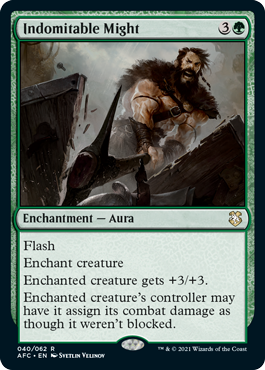 Indomitable Might 3
Enchantment — Aura
Flash
Enchant creature
Enchanted creature gets +3/+3.
Enchanted creature's controller may
have it assign its combat damage as
though it weren't blocked.
040/062 R
AFC • EN Svetlin Velinov
™ & © 2021 Wizards of the Coast